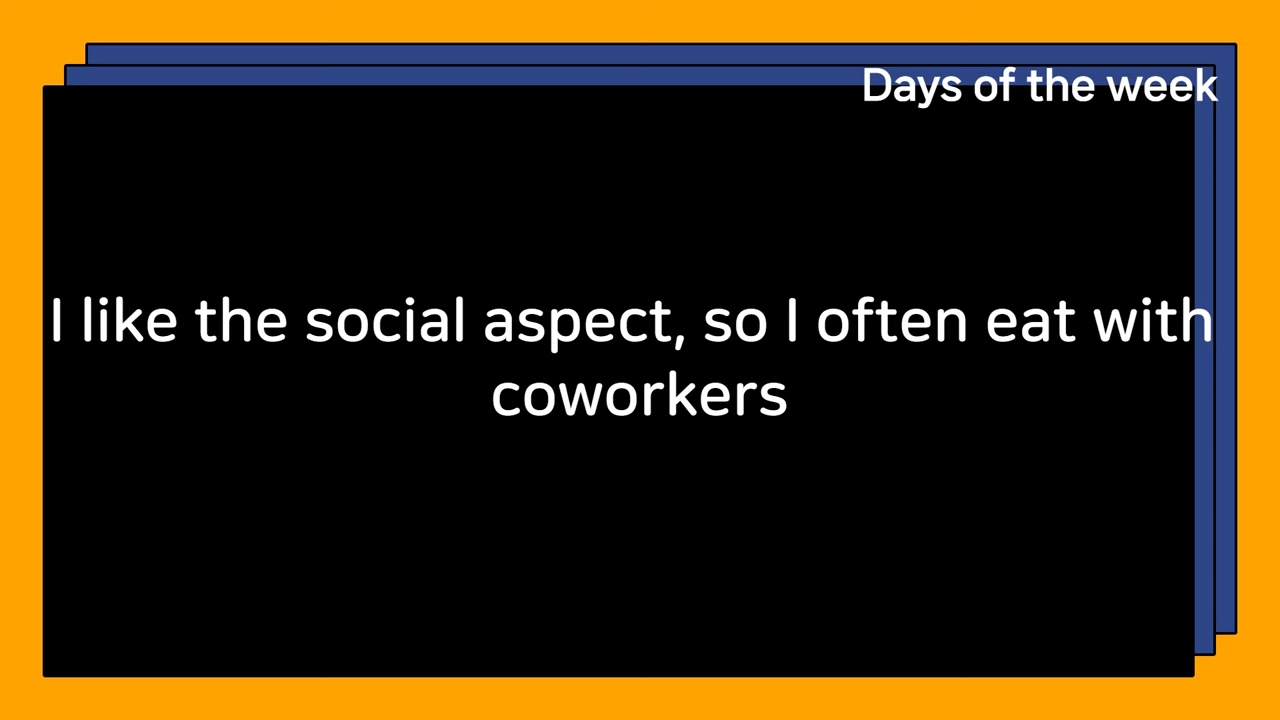 Days of the week
I like the social aspect, so I often eat with
coworkers